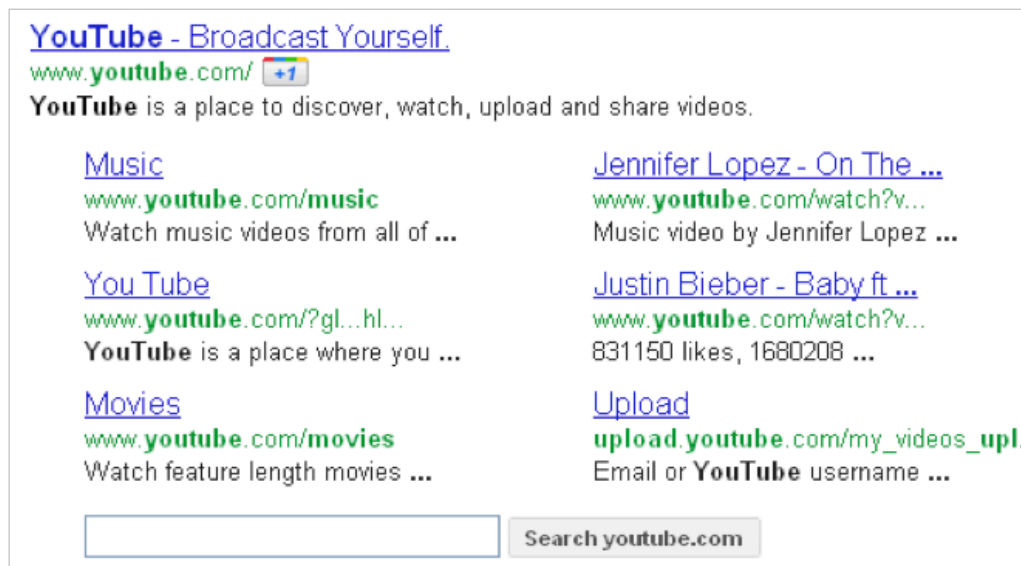 YouTube - Broadcast Yourself.
www.youtube.com/ +1
YouTube is a place to discover, watch, upload and share videos.
Music
www.youtube.com/music
Watch music videos from all of ...
Jennifer Lopez - On The ...
www.youtube.com/watch?v...
Music video by Jennifer Lopez ...
You Tube
www.youtube.com/?gl...hl...
YouTube is a place where you ...
Justin Bieber - Baby ft ...
www.youtube.com/watch?v...
831150 likes, 1680208 ...
Movies
www.youtube.com/movies
Watch feature length movies ...
Upload
upload.youtube.com/my_videos_upl.
Email or YouTube username ...
Search youtube.com